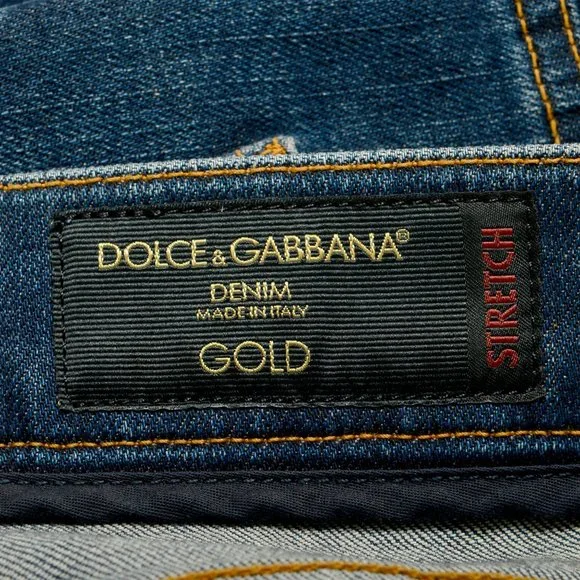 DOLCE & GABBANA®
DENIM
MADE IN ITALY
GOLD
STRETCH